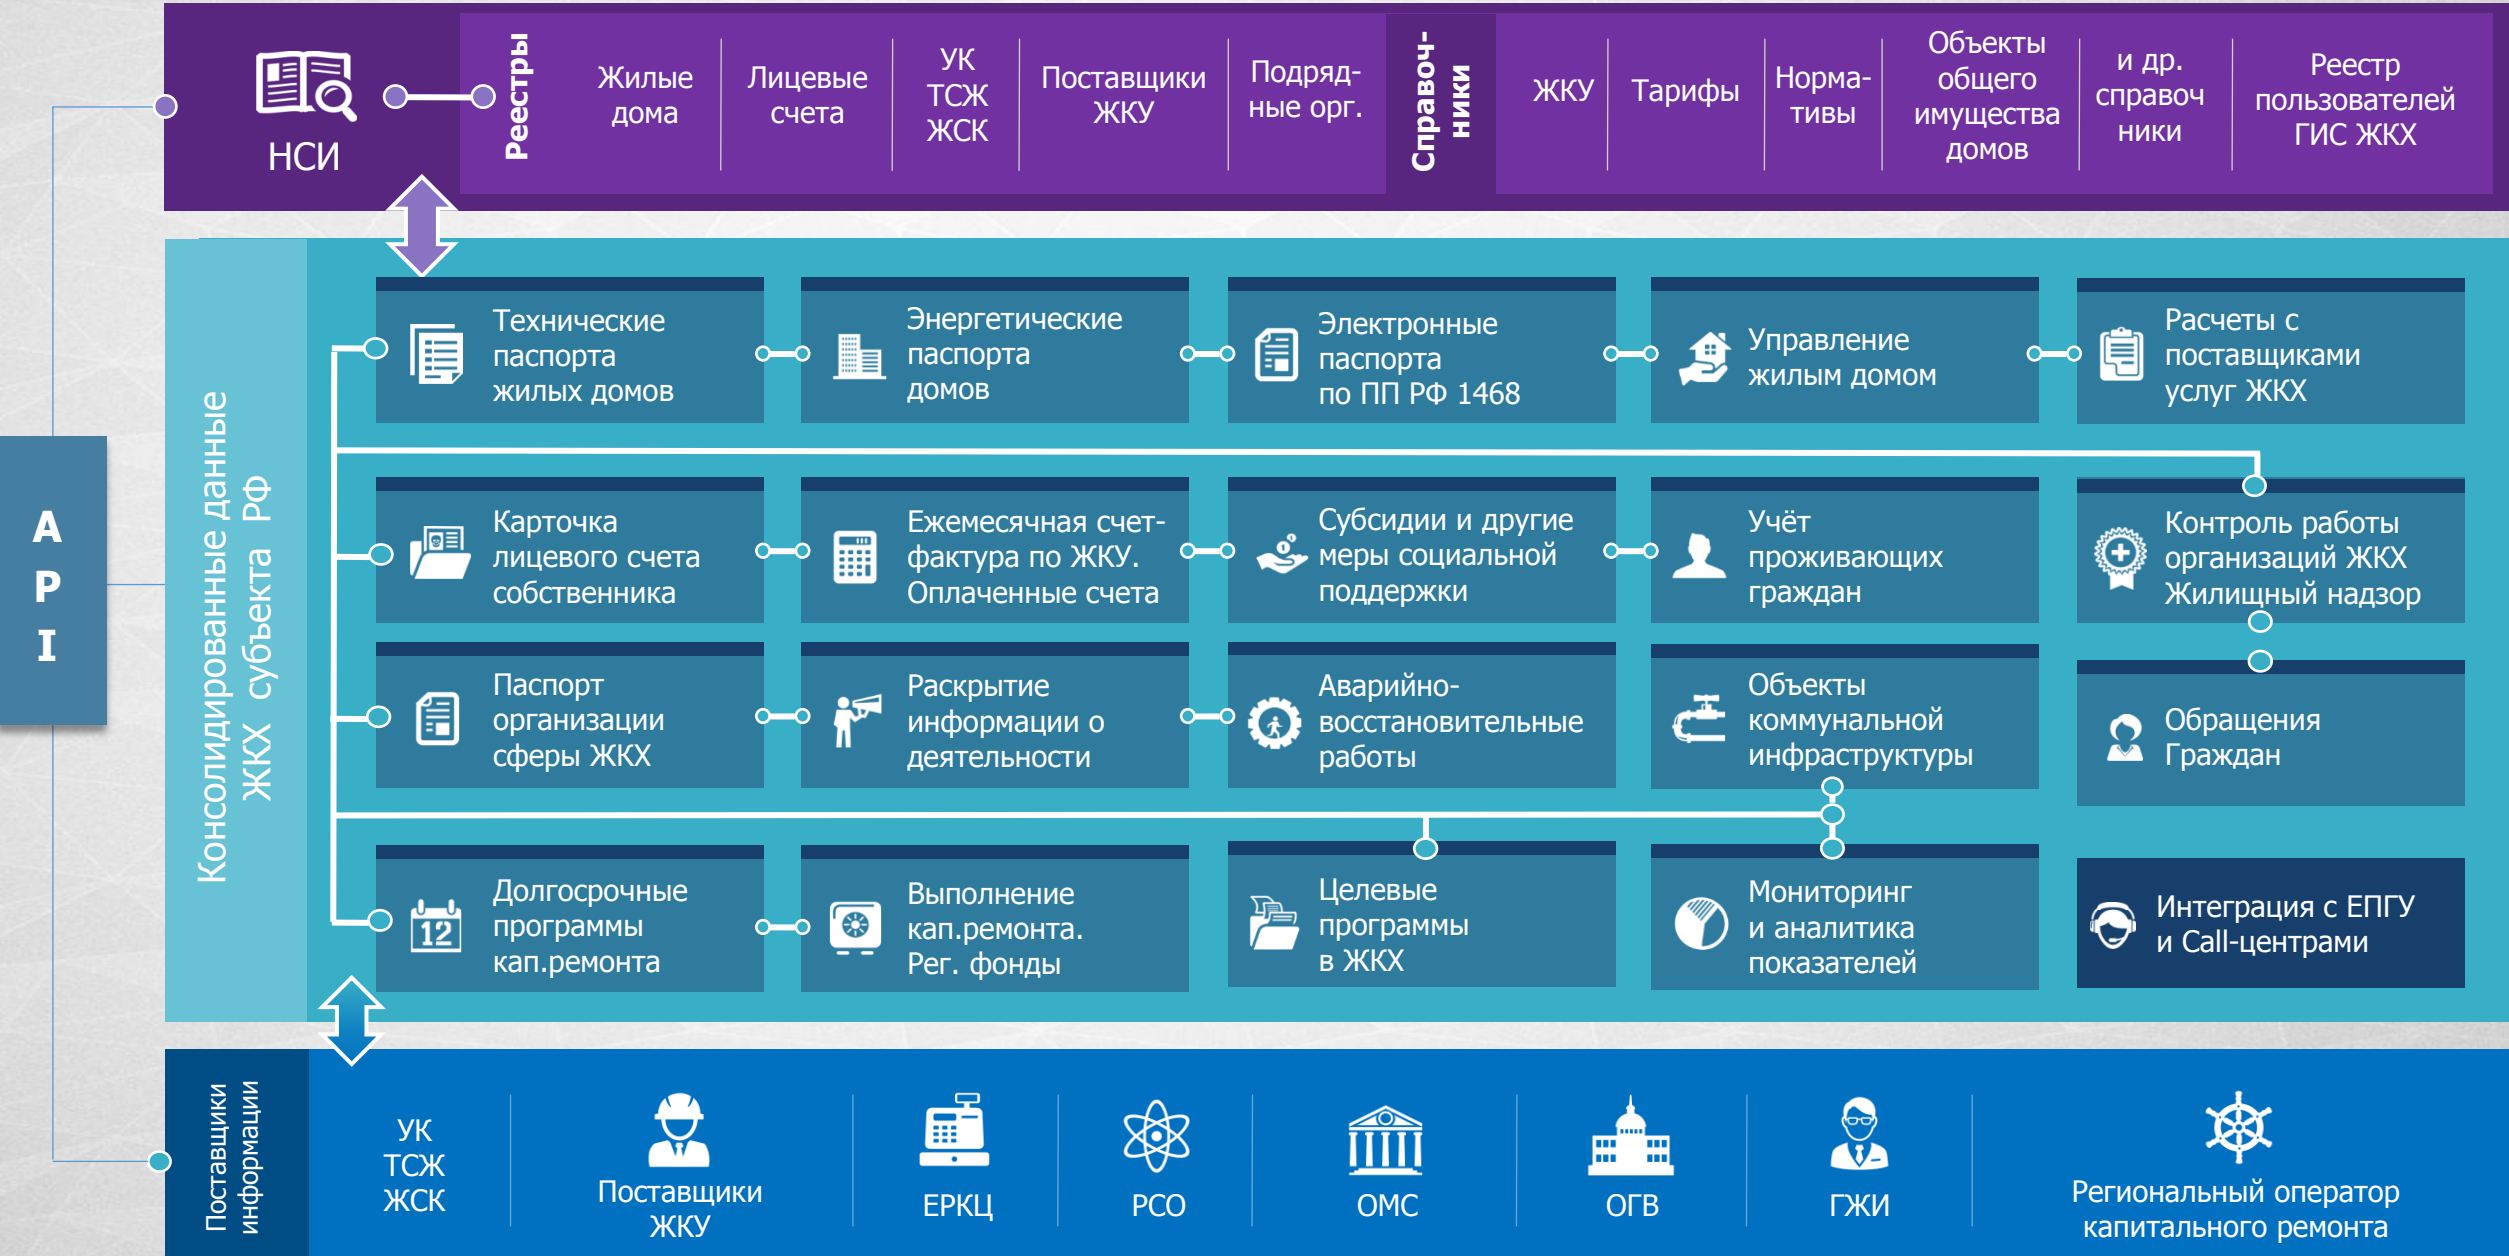 НСИ
Реестры
Жилые
дома
Лицевые
счета
УК
ТСЖ
ЖСК
Поставщики
ЖКУ
Подряд-
ные орг.
Справоч-
ники
ЖКУ
Тарифы
Норма-
тивы
Объекты
общего
имущества
домов
и др.
справоч
ники
Реестр
пользователей
ГИС ЖКХ
A
P
I
Консолидированные данные
ЖКХ субъекта РФ
Технические
паспорта
жилых домов
Энергетические
паспорта
домов
Электронные
паспорта
по ПП РФ 1468
Управление
жилым домом
Расчеты с
поставщиками
услуг ЖКХ
Карточка
лицевого счета
собственника
Ежемесячная счет-
фактура по ЖКУ.
Оплаченные счета
Субсидии и другие
меры социальной
поддержки
Учёт
проживающих
граждан
Контроль работы
организаций ЖКХ
Жилищный надзор
Паспорт
организации
сферы ЖКХ
Раскрытие
информации о
деятельности
Аварийно-
восстановительные
работы
Объекты
коммунальной
инфраструктуры
Обращения
Граждан
12
Долгосрочные
программы
кап.ремонта
Выполнение
кап.ремонта.
Рег. фонды
Целевые
программы
в ЖКХ
Мониторинг
и аналитика
показателей
Интеграция с ЕПГУ
и Call-центрами
Поставщики
информации
УК
ТСЖ
ЖСК
Поставщики
ЖКУ
ЕРКЦ
РСО
ОМС
ОГВ
ГЖИ
Региональный оператор
капитального ремонта